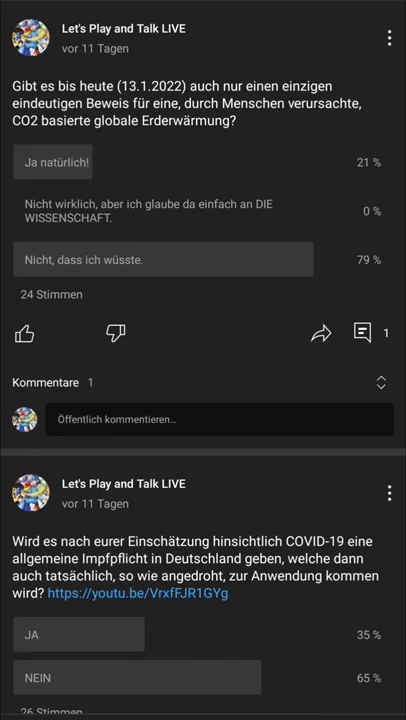 Let's Play and Talk LIVE
vor 11 Tagen
Gibt es bis heute (13.1.2022) auch nur einen einzigen
eindeutigen Beweis für eine, durch Menschen verursachte,
CO2 basierte globale Erderwärmung?
Ja natürlich! 21 %
Nicht wirklich, aber ich glaube da einfach an DIE
WISSENSCHAFT. 0 %
Nicht, dass ich wüsste. 79 %
24 Stimmen
1
Kommentare 1
Öffentlich kommentieren...
Let's Play and Talk LIVE
vor 11 Tagen
Wird es nach eurer Einschätzung hinsichtlich COVID-19 eine
allgemeine Impfpflicht in Deutschland geben, welche dann
auch tatsächlich, so wie angedroht, zur Anwendung kommen
wird? https://youtu.be/VrxfFJR1GYg
JA 35 %
NEIN 65 %
26 Stimmen